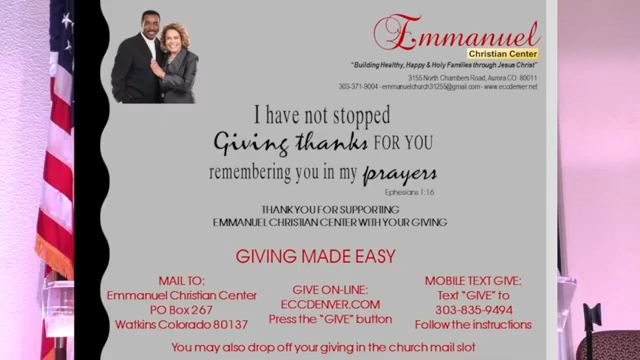 Emmanuel
Christian Center
"Building Healthy, Happy & Holy Families through Jesus Christ"
3155 North Chambers Road, Aurora CO 80011
303-371-9004 - emmanuelchurch31255@gmail.com - www.eccdenver.net
I have not stopped
Giving thanks FOR YOU
remembering you in my prayers
Ephesians 1:16
THANK YOU FOR SUPPORTING
EMMANUEL CHRISTIAN CENTER WITH YOUR GIVING
GIVING MADE EASY
MAIL TO:
Emmanuel Christian Center
PO Box 267
Watkins Colorado 80137
GIVE ON-LINE:
ECCDENVER.COM
Press the "GIVE" button
MOBILE TEXT GIVE:
Text "GIVE" to
303-835-9494
Follow the instructions
You may also drop off your giving in the church mail slot